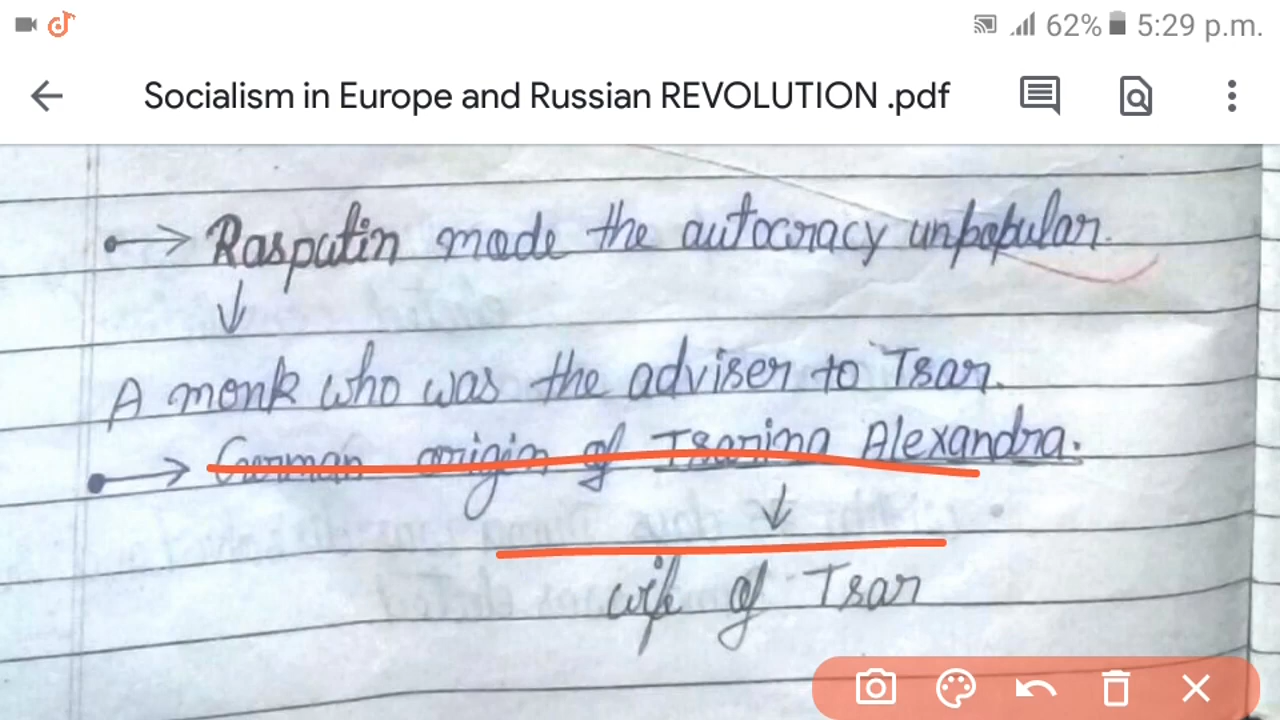 62% 5:29 p.m.
Socialism in Europe and Russian REVOLUTION .pdf
Rasputin made the autocracy unpopular.
A monk who was the adviser to Tsar.
German origin of Tsarina Alexandra.
wife of Tsar